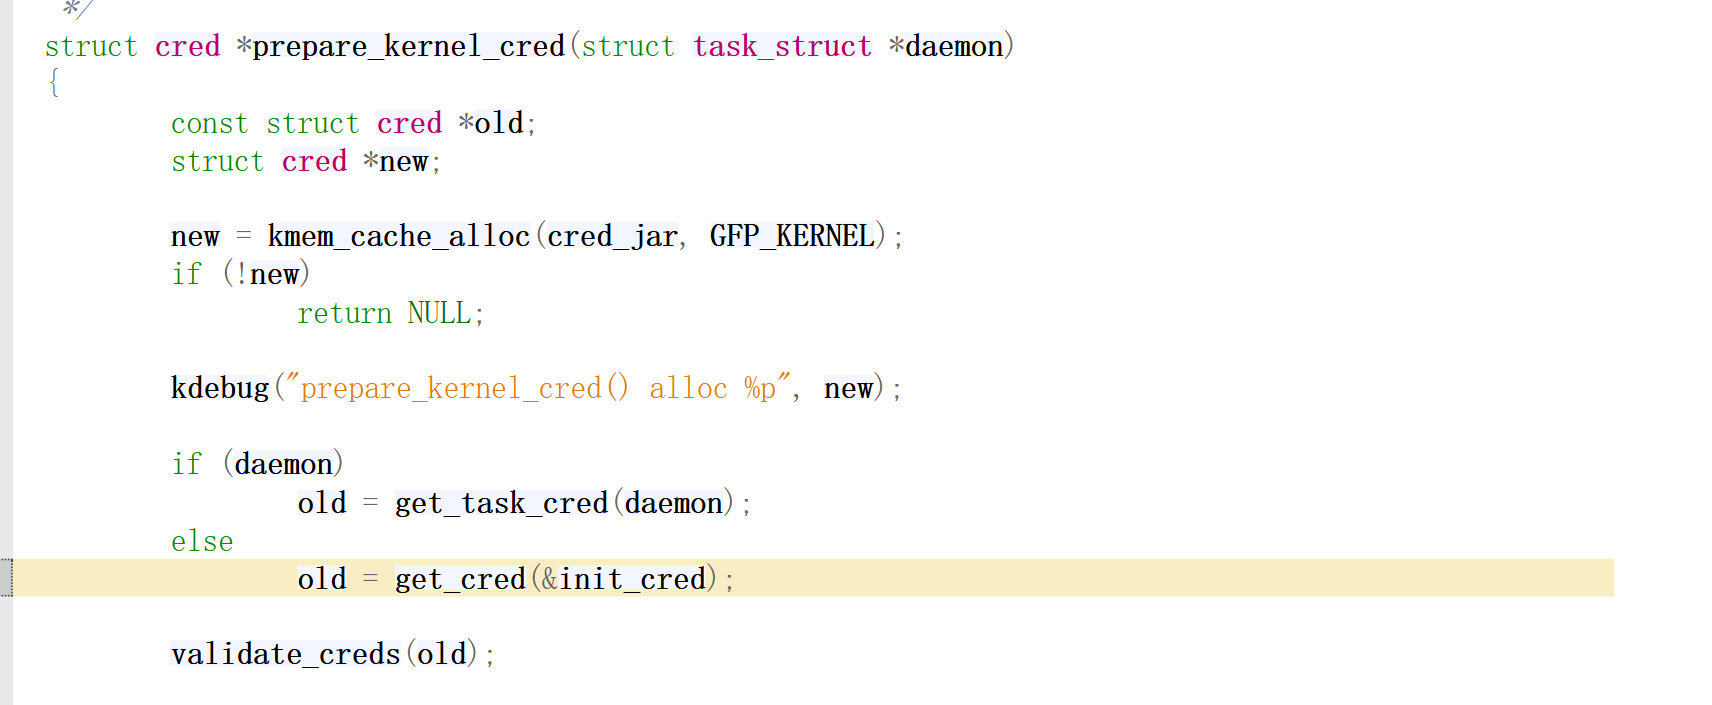 */
struct cred *prepare_kernel_cred(struct task_struct *daemon)
{
const struct cred *old;
struct cred *new;
new = kmem_cache_alloc(cred_jar, GFP_KERNEL);
if (!new)
return NULL;
kdebug("prepare_kernel_cred() alloc %p", new);
if (daemon)
old = get_task_cred(daemon);
else
old = get_cred(&init_cred);
validate_creds(old);